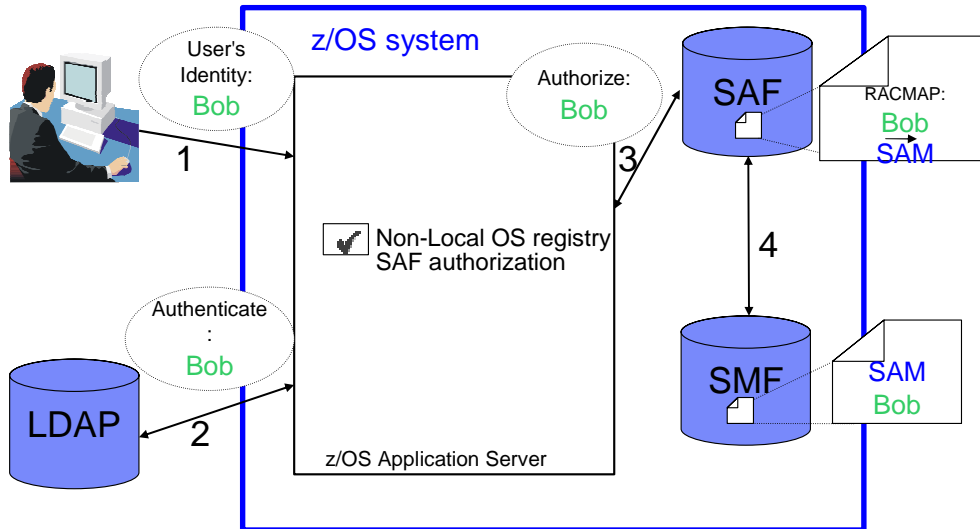 z/OS system
User's
Identity:
Bob
1
Authorize:
Bob
3
SAF
RACMAP:
Bob
SAM
Non-Local OS registry
SAF authorization
4
Authenticate
:
Bob
LDAP
2
SMF
SAM
Bob
z/OS Application Server